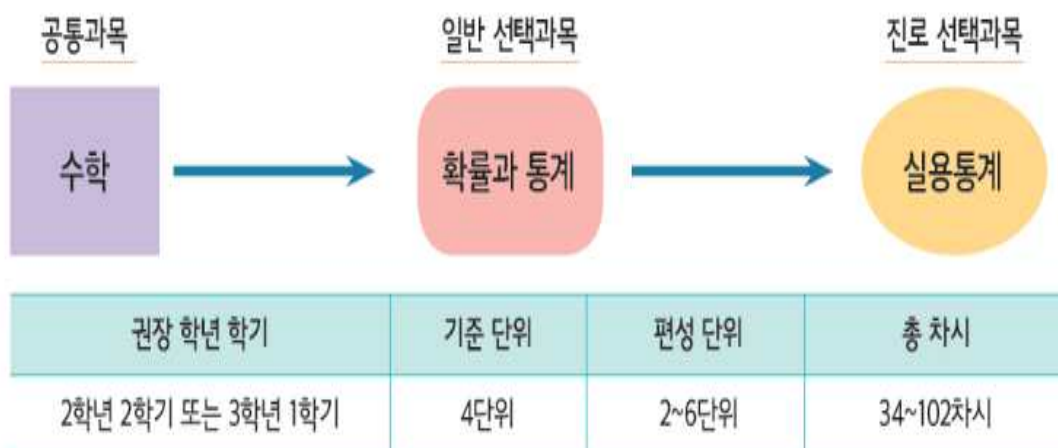 공통과목 일반 선택과목 진로 선택과목
수학 확률과 통계 실용통계
권장 학년 학기 기준 단위 편성 단위 총 차시
2학년 2학기 또는 3학년 1학기 4단위 2~6단위 34~102차시